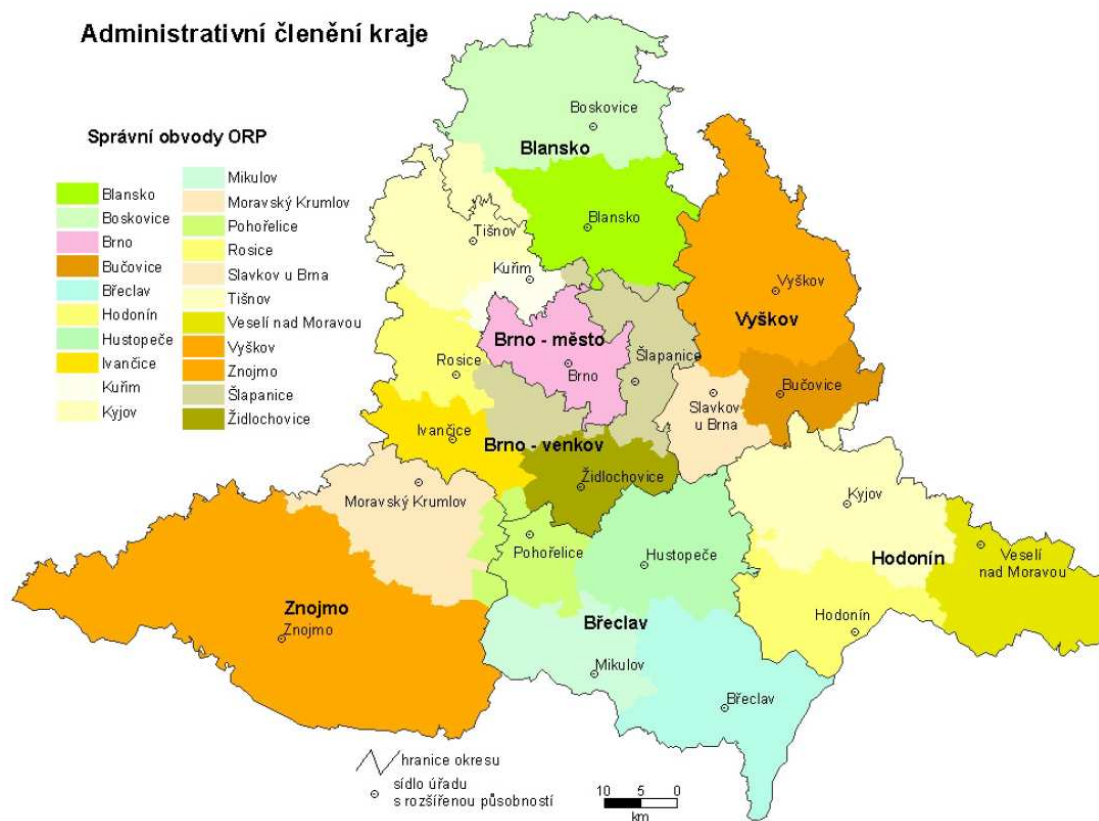 Administrativní členění kraje
Správní obvody ORP
Blansko
Boskovice
Brno
Bučovice
Břeclav
Hodonín
Hustopeče
Ivančice
Kuřim
Kyjov
Mikulov
Moravský Krumlov
Pohořelice
Rosice
Slavkov u Brna
Tišnov
Veselí nad Moravou
Vyškov
Znojmo
Šlapanice
Židlochovice
Boskovice
Blansko
Blansko
Tišnov
Kuřim
Vyškov
Vyškov
Brno - město
Brno
Šlapanice
Rosice
Bučovice
Slavkov
u Brna
Ivančice
Brno - venkov
Židlochovice
Moravský Krumlov
Kyjov
Pohořelice
Hustopeče
Hodonín
Veselí
nad Moravou
Znojmo
Znojmo
Břeclav
Hodonín
Mikulov
Břeclav
hranice okresu
sídlo úřadu
s rozšířenou působností
10 5 0
km